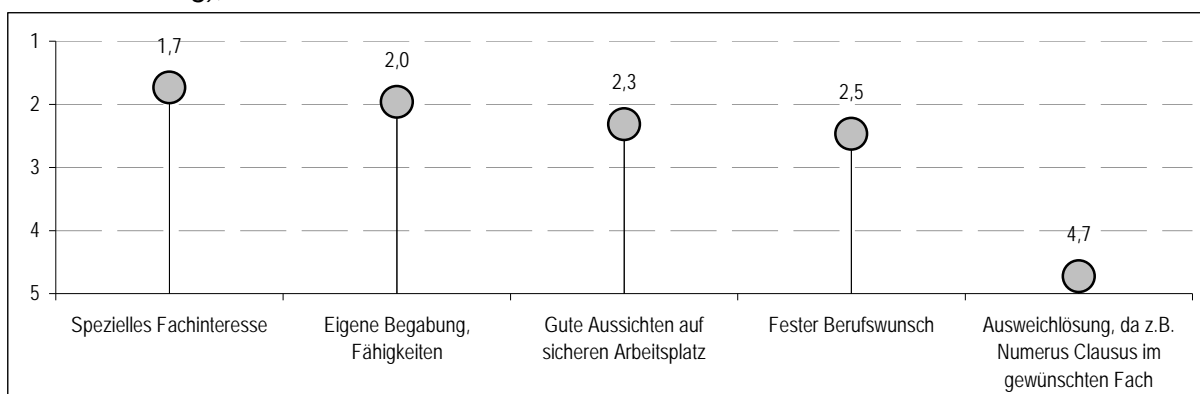 1
2
3
4
5
1,7
2,0
2,3
2,5
4,7
Spezielles Fachinteresse
Eigene Begabung,
Fähigkeiten
Gute Aussichten auf
sicheren Arbeitsplatz
Fester Berufswunsch
Ausweichlösung, da z.B.
Numerus Clausus im
gewünschten Fach